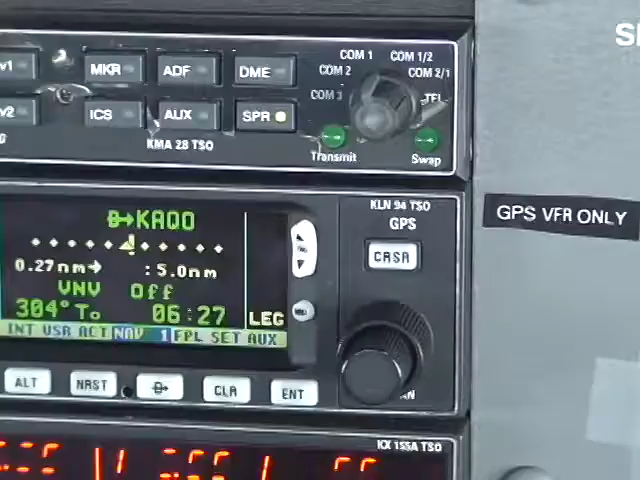 COM 1 COM 1/2
MKR ADF DME COM 2 COM 2/1
COM 3 TEL
ICS AUX SPR
KMA 28 TSO Transmit Swap
KLN 94 TSO
GPS
KAQO
GPS VFR ONLY
0.27nm :5.0nm
CRSR
VNV Off
304°To 06:27 LEG
INT USR ACT NAV 1 FPL SET AUX
ALT NRST CLR ENT
KX 155A TSO